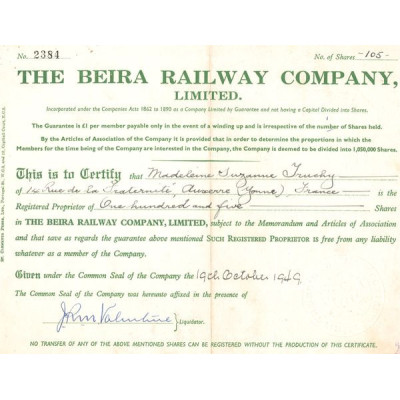 No. 2384 No. of Shares -105-
THE BEIRA RAILWAY COMPANY,
LIMITED.
Incorporated under the Companies Acts 1862 to 1890 as a Company Limited by Guarantee and not having a Capital Divided into Shares.
The Guarantee is £1 per member payable only in the event of a winding up and is irrespective of the number of Shares held.
By the Articles of Association of the Company, for the purpose of determining the proportions in which the
Members for the time being of the Company are interested in the Company, the Company is deemed to be divided into 1,050,000 Shares.
This is to Certify that Madeleine Suzanne
of 14 Rue de La Fraternité, Auxerre (Yonne) France is the
Registered Proprietor of One hundred and five Shares
in THE BEIRA RAILWAY COMPANY, LIMITED, subject to the Memorandum and Articles of Association
and that save as regards the guarantee above mentioned SUCH REGISTERED PROPRIETOR is free from any liability
whatever as a member of the Company.
Given under the Common Seal of the Company the 19th October 1949
The Common Seal of the Company was hereunto affixed in the presence of
Liquidator.
NO TRANSFER OF ANY OF THE ABOVE MENTIONED SHARES CAN BE REGISTERED WITHOUT THE PRODUCTION OF THIS CERTIFICATE.